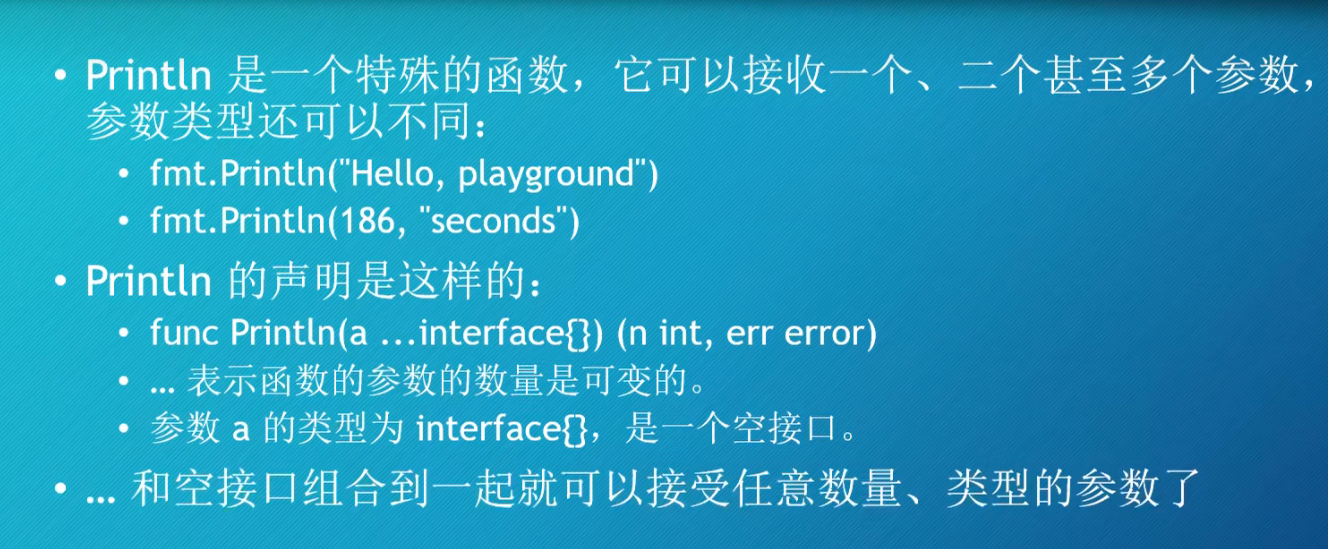 • Println 是一个特殊的函数，它可以接收一个、二个甚至多个参数，
参数类型还可以不同：
• fmt.Println("Hello, playground")
• fmt.Println(186, "seconds")
• Println 的声明是这样的：
• func Println(a ...interface{}) (n int, err error)
• ... 表示函数的参数的数量是可变的。
• 参数 a 的类型为 interface{}，是一个空接口。
• ... 和空接口组合到一起就可以接受任意数量、类型的参数了